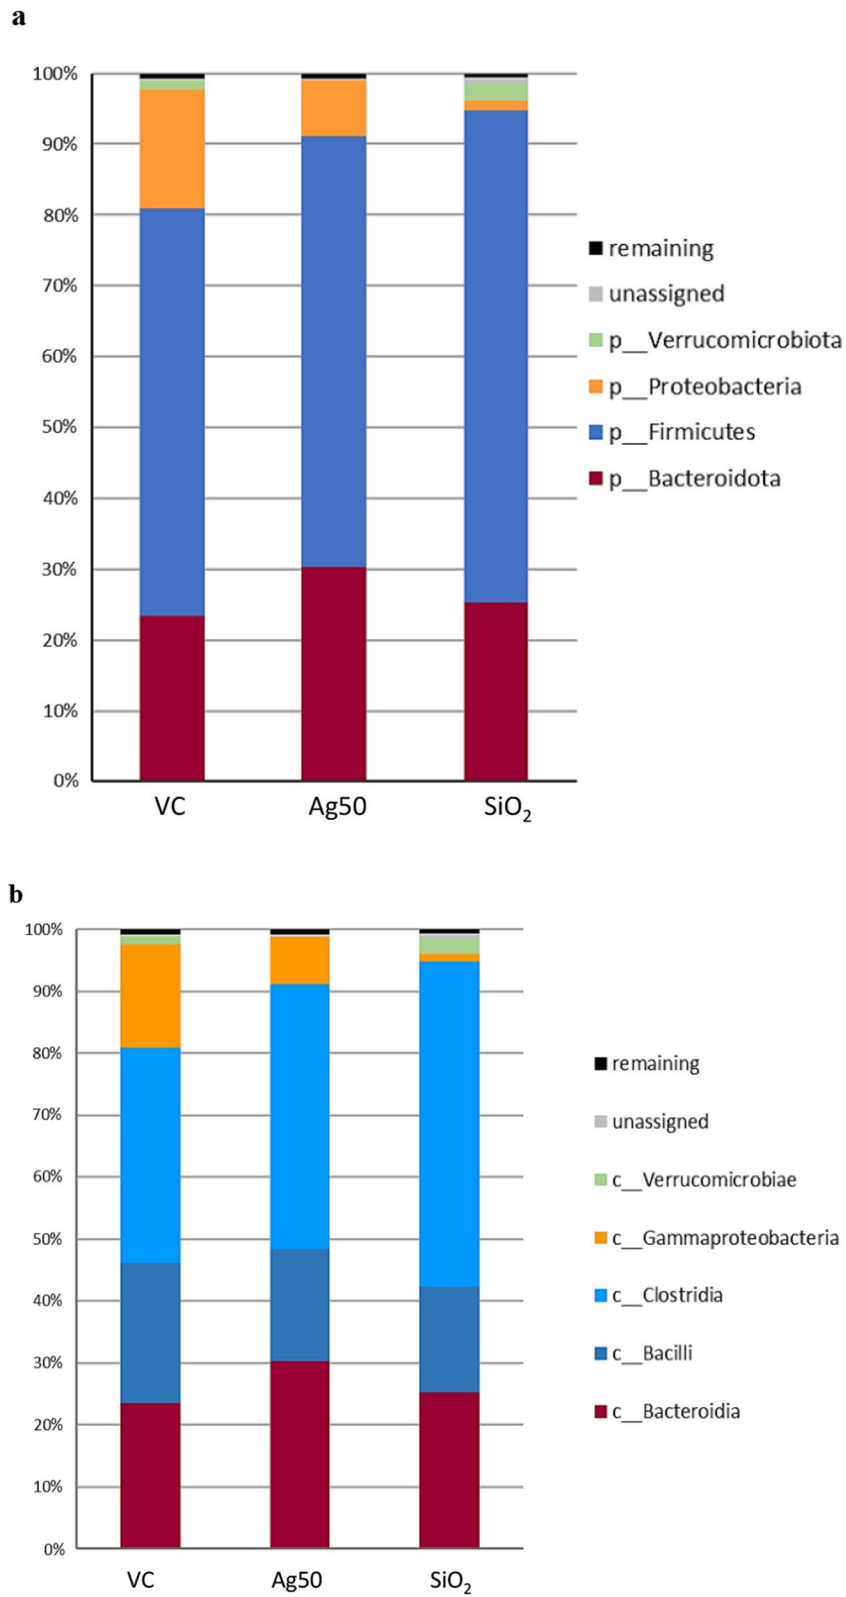 a
100%
90%
80%
70%
60%
50%
40%
30%
20%
10%
0%
VC
Ag50
SiO₂
remaining
unassigned
p__Verrucomicrobiota
p__Proteobacteria
p__Firmicutes
p__Bacteroidota
b
100%
90%
80%
70%
60%
50%
40%
30%
20%
10%
0%
VC
Ag50
SiO₂
remaining
unassigned
c__Verrucomicrobiae
c__Gammaproteobacteria
c__Clostridia
c__Bacilli
c__Bacteroidia